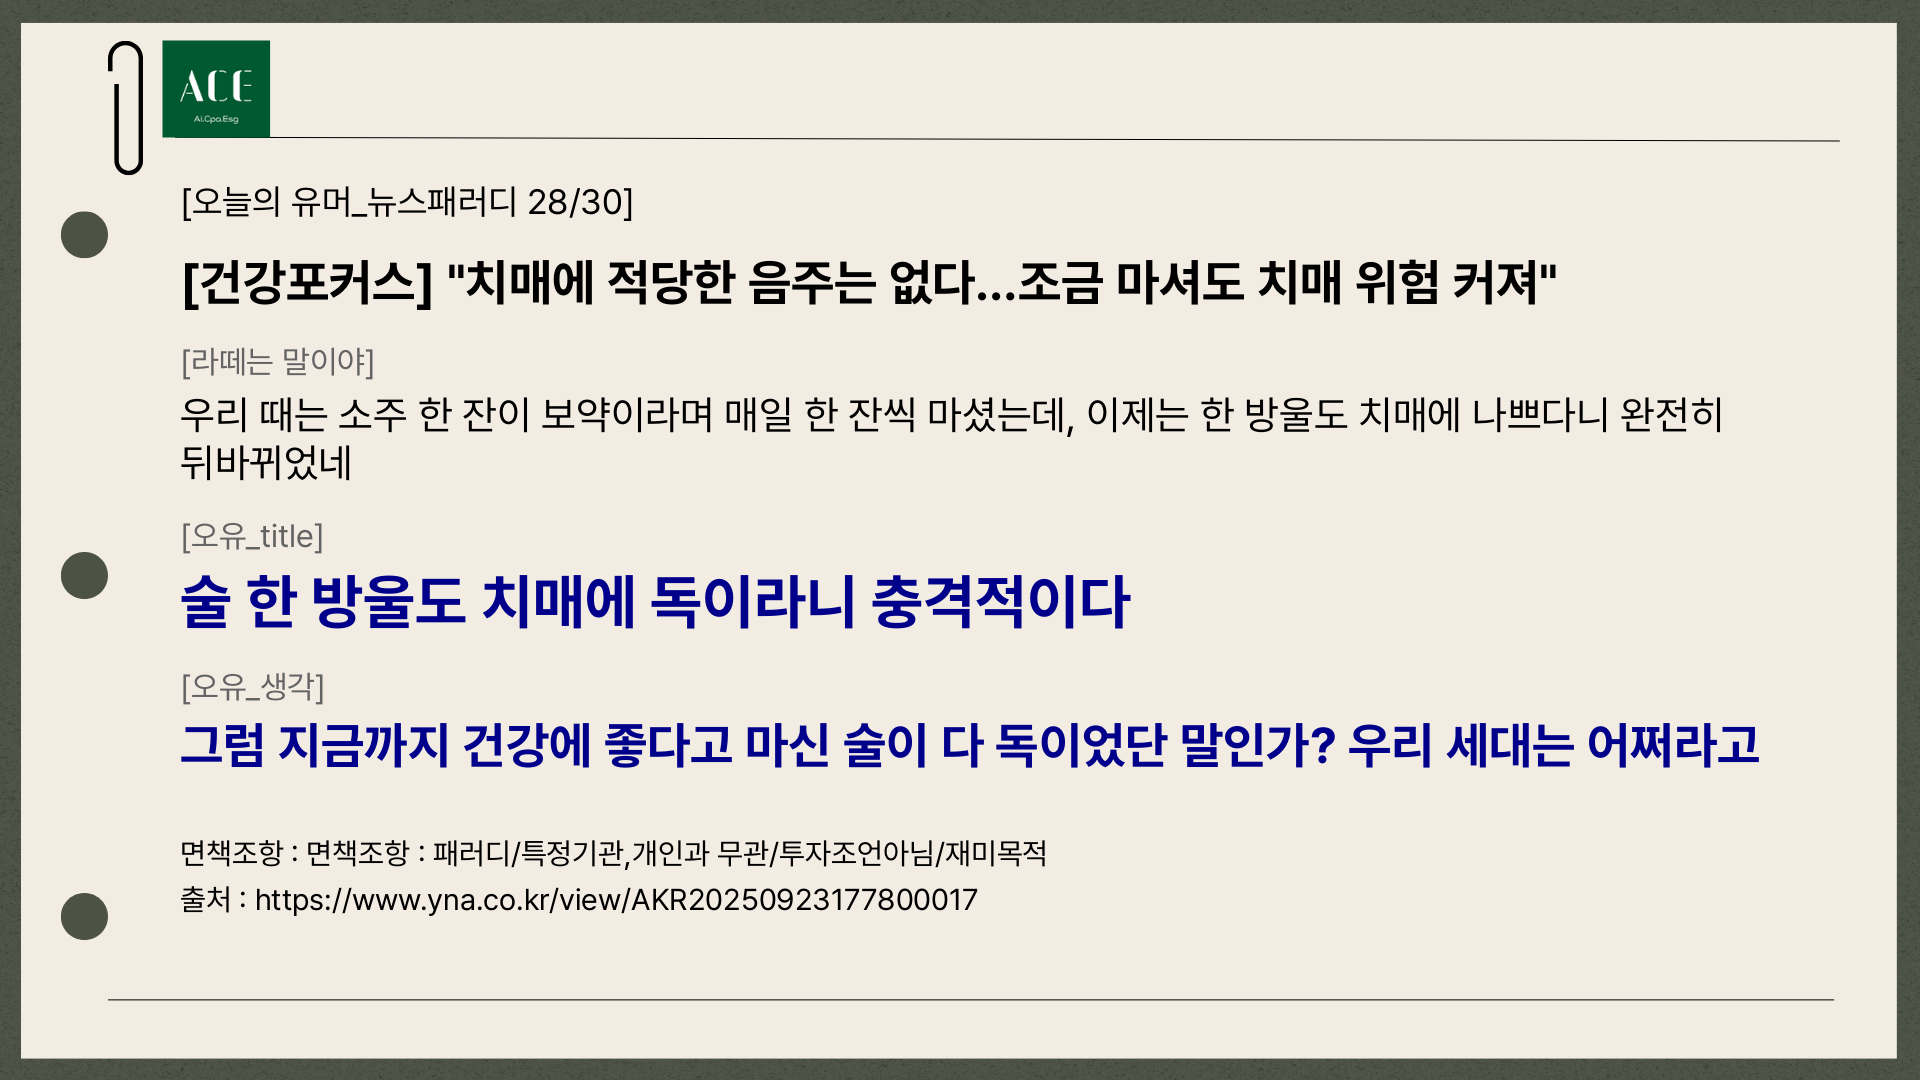 ACE
Ai.Cpa.Esg
[오늘의 유머_뉴스패러디 28/30]
[건강포커스] "치매에 적당한 음주는 없다...조금 마셔도 치매 위험 커져"
[라떼는 말이야]
우리 때는 소주 한 잔이 보약이라며 매일 한 잔씩 마셨는데, 이제는 한 방울도 치매에 나쁘다니 완전히
뒤바뀌었네
[오유_title]
술 한 방울도 치매에 독이라니 충격적이다
[오유_생각]
그럼 지금까지 건강에 좋다고 마신 술이 다 독이었단 말인가? 우리 세대는 어쩌라고
면책조항 : 면책조항 : 패러디/특정기관,개인과 무관/투자조언아님/재미목적
출처 : https://www.yna.co.kr/view/AKR20250923177800017